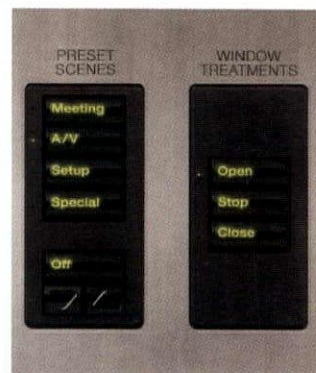 PRESET
SCENES
Meeting
A/V
Setup
Special
Off
WINDOW
TREATMENTS
Open
Stop
Close